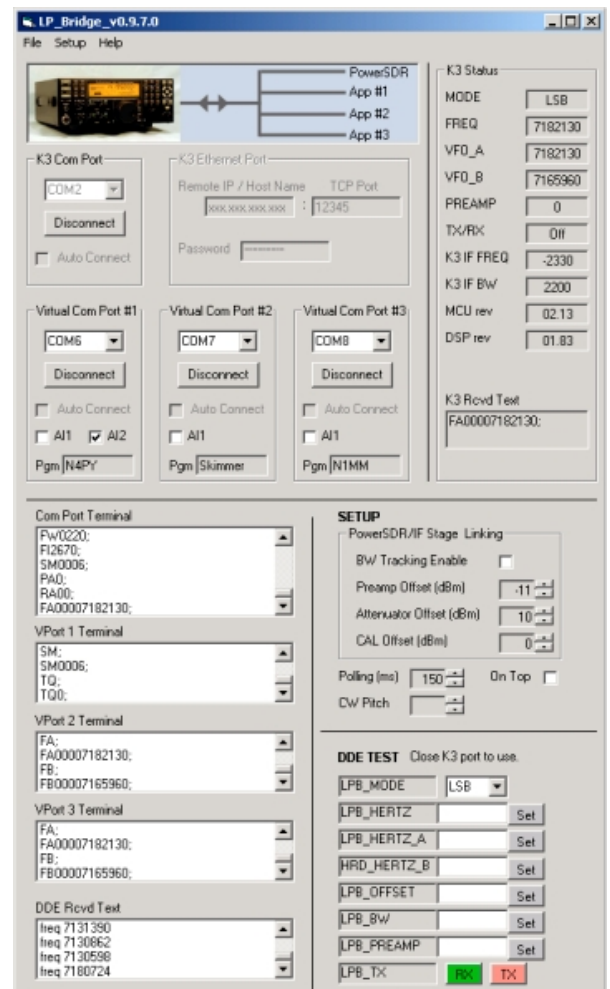 LP_Bridge_v0.9.7.0
File Setup Help
PowerSDR
App #1
App #2
App #3
K3 Com Port
COM2
Disconnect
Auto Connect
K3 Ethernet Port
Remote IP / Host Name TCP Port
xxx.xxx.xxx.xxx : 12345
Password
K3 Status
MODE LSB
FREQ 7182130
VFO_A 7182130
VFO_B 7165960
PREAMP 0
TX/RX Off
K3 IF FREQ -2330
K3 IF BW 2200
MCU rev 02.13
DSP rev 01.83
K3 Rcvd Text
FA00007182130;
Virtual Com Port #1
COM6
Disconnect
Auto Connect
AI1 AI2
Pgm N4PY
Virtual Com Port #2
COM7
Disconnect
Auto Connect
AI1
Pgm Skimmer
Virtual Com Port #3
COM8
Disconnect
Auto Connect
AI1
Pgm N1MM
Com Port Terminal
FW0220;
FI2670;
SM0006;
PA0;
RA00;
FA00007182130;
VPort 1 Terminal
SM;
SM0006;
TQ;
TQ0;
VPort 2 Terminal
FA;
FA00007182130;
FB;
FB00007165960;
VPort 3 Terminal
FA;
FA00007182130;
FB;
FB00007165960;
DDE Rcvd Text
freq 7131390
freq 7130862
freq 7130598
freq 7180724
SETUP
PowerSDR/IF Stage Linking
BW Tracking Enable
Preamp Offset (dBm) -11
Attenuator Offset (dBm) 10
CAL Offset (dBm) 0
Polling (ms) 150 On Top
CW Pitch
DDE TEST Close K3 port to use.
LPB_MODE LSB
LPB_HERTZ Set
LPB_HERTZ_A Set
HRD_HERTZ_B Set
LPB_OFFSET Set
LPB_BW Set
LPB_PREAMP Set
LPB_TX RX TX